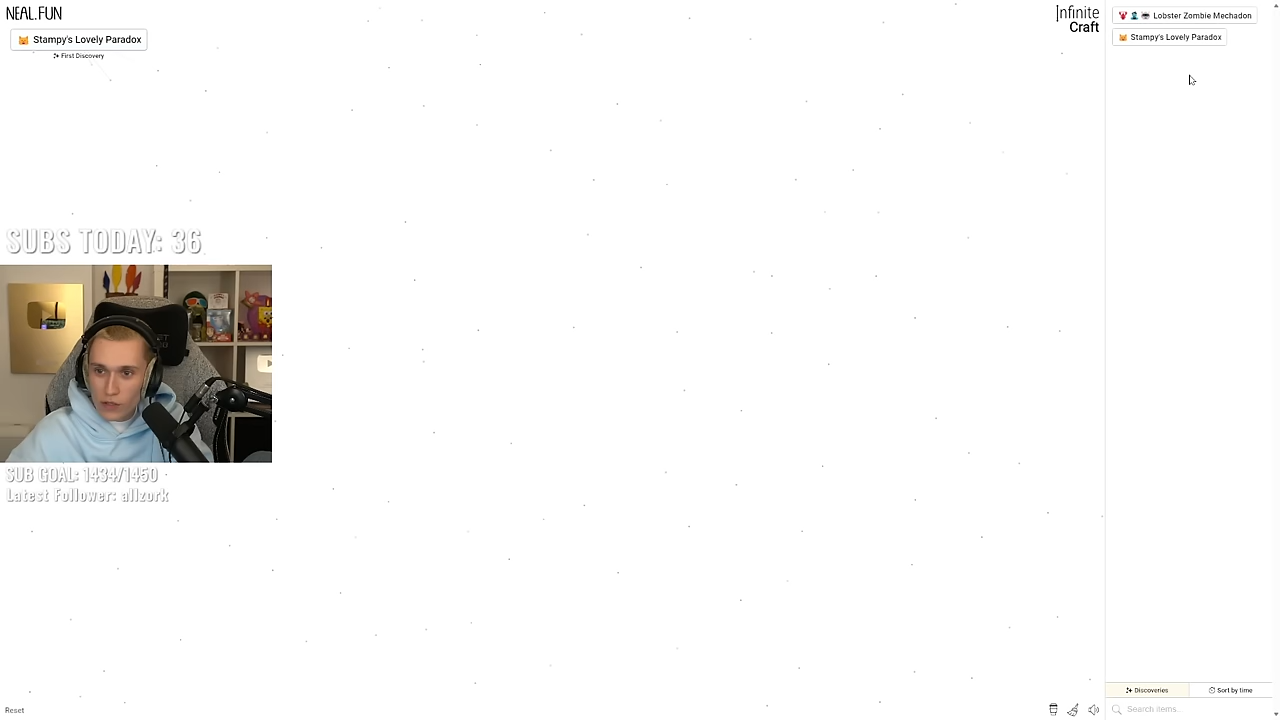 NEAL.FUN
Stampy's Lovely Paradox
First Discovery
Infinite
Craft
Lobster Zombie Mechadon
Stampy's Lovely Paradox
SUBS TODAY: 36
SUB GOAL: 1434/1450
Latest Follower: allzork
Reset
Discoveries
Sort by time
Search items...